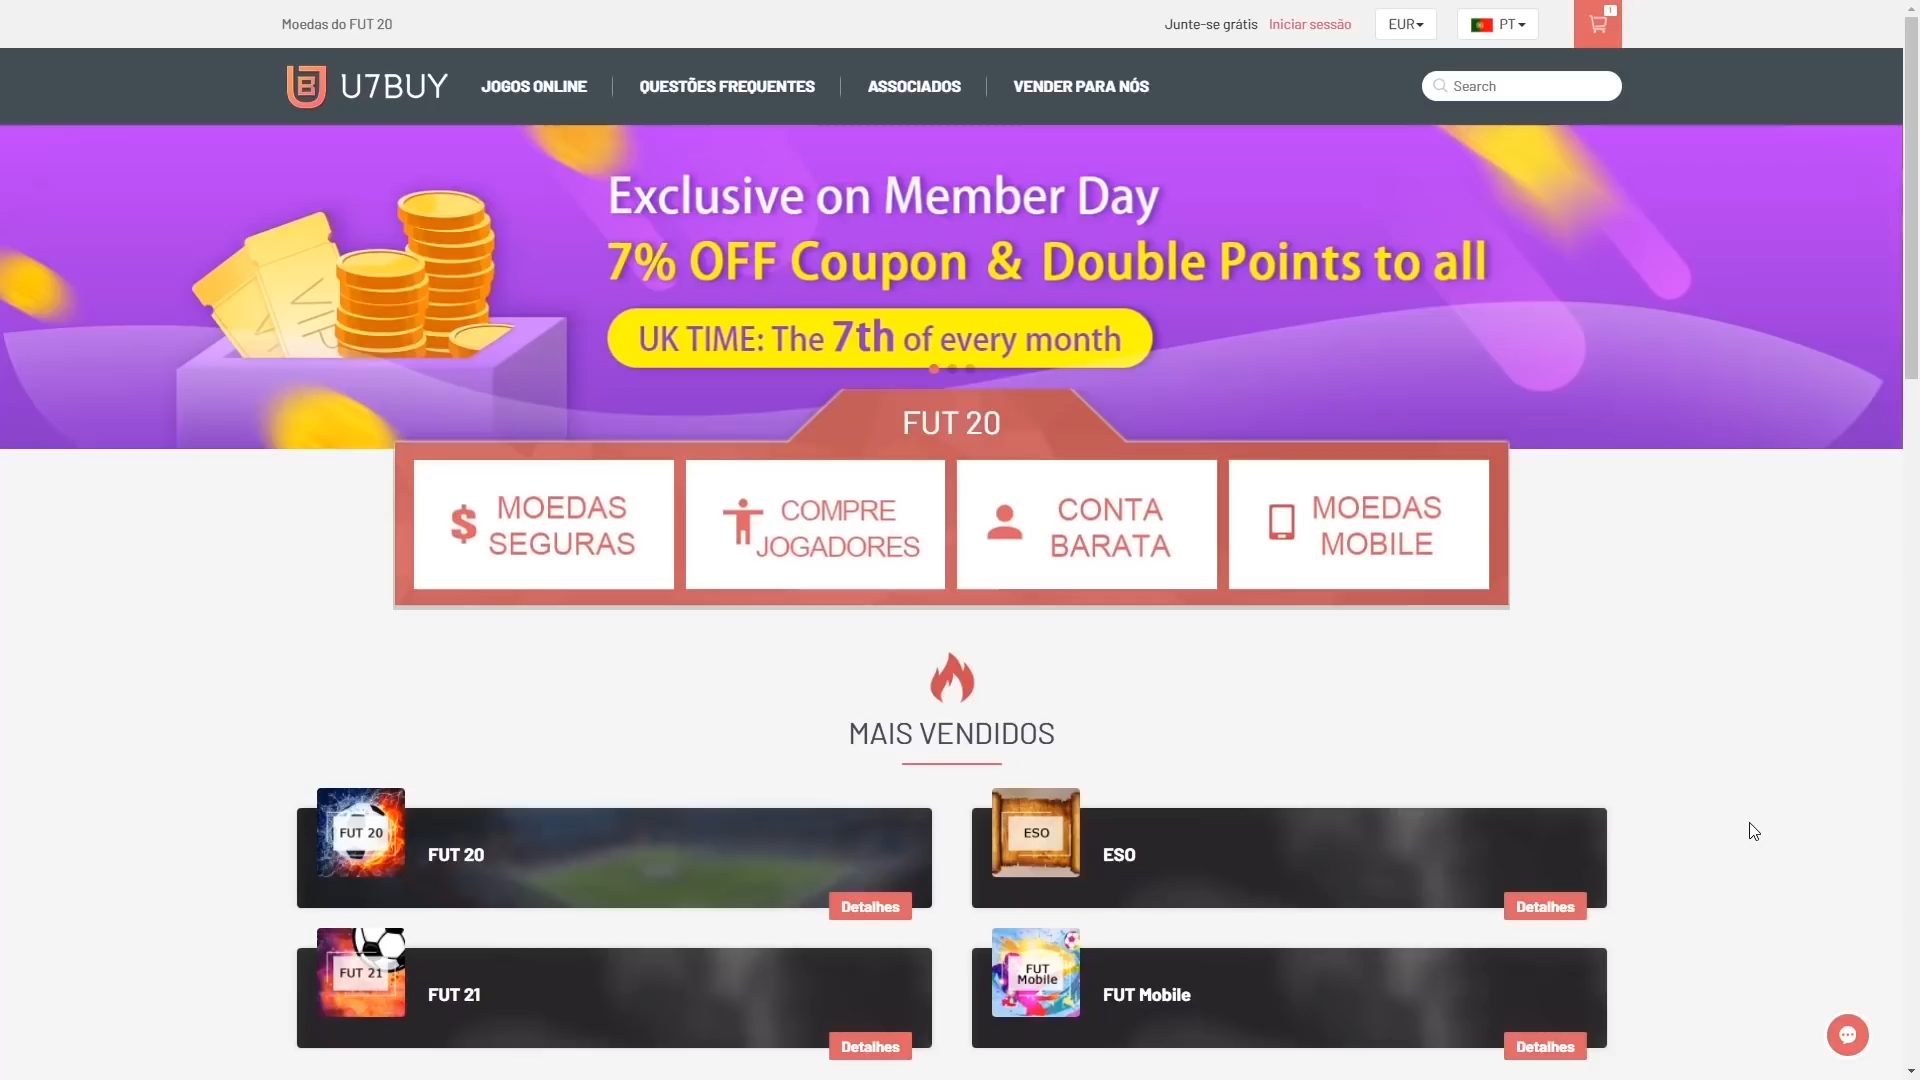 Moedas do FUT 20
Junte-se grátis Iniciar sessão EUR PT 1
U7BUY JOGOS ONLINE QUESTÕES FREQUENTES ASSOCIADOS VENDER PARA NÓS Search
Exclusive on Member Day
7% OFF Coupon & Double Points to all
UK TIME: The 7th of every month
VIP
FUT 20
MOEDAS
SEGURAS
COMPRE
JOGADORES
CONTA
BARATA
MOEDAS
MOBILE
MAIS VENDIDOS
FUT 20
FUT 20
Detalhes
ESO
ESO
Detalhes
FUT 21
FUT 21
Detalhes
FUT
Mobile
FUT Mobile
Detalhes